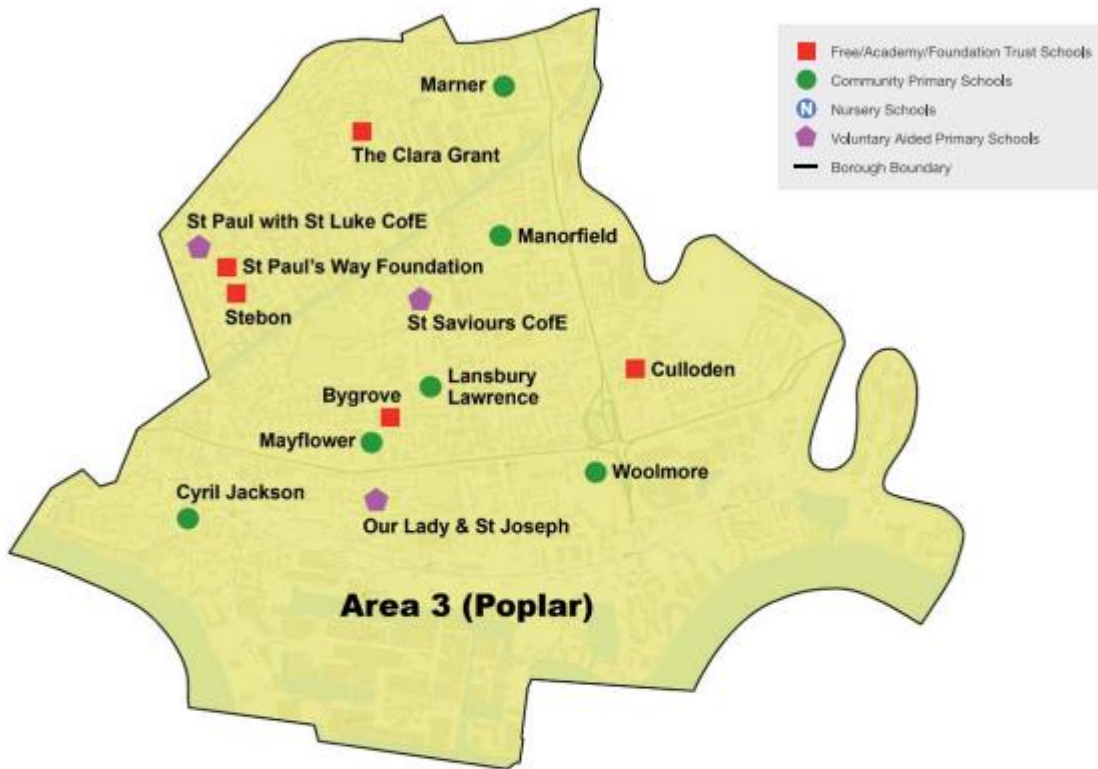 Free/Academy/Foundation Trust Schools
Community Primary Schools
N
Nursery Schools
Voluntary Aided Primary Schools
Borough Boundary
Marner
The Clara Grant
St Paul with St Luke CofE
Manorfield
St Paul's Way Foundation
Stebon
St Saviours CofE
Culloden
Lansbury
Lawrence
Bygrove
Mayflower
Woolmore
Cyril Jackson
Our Lady & St Joseph
Area 3 (Poplar)